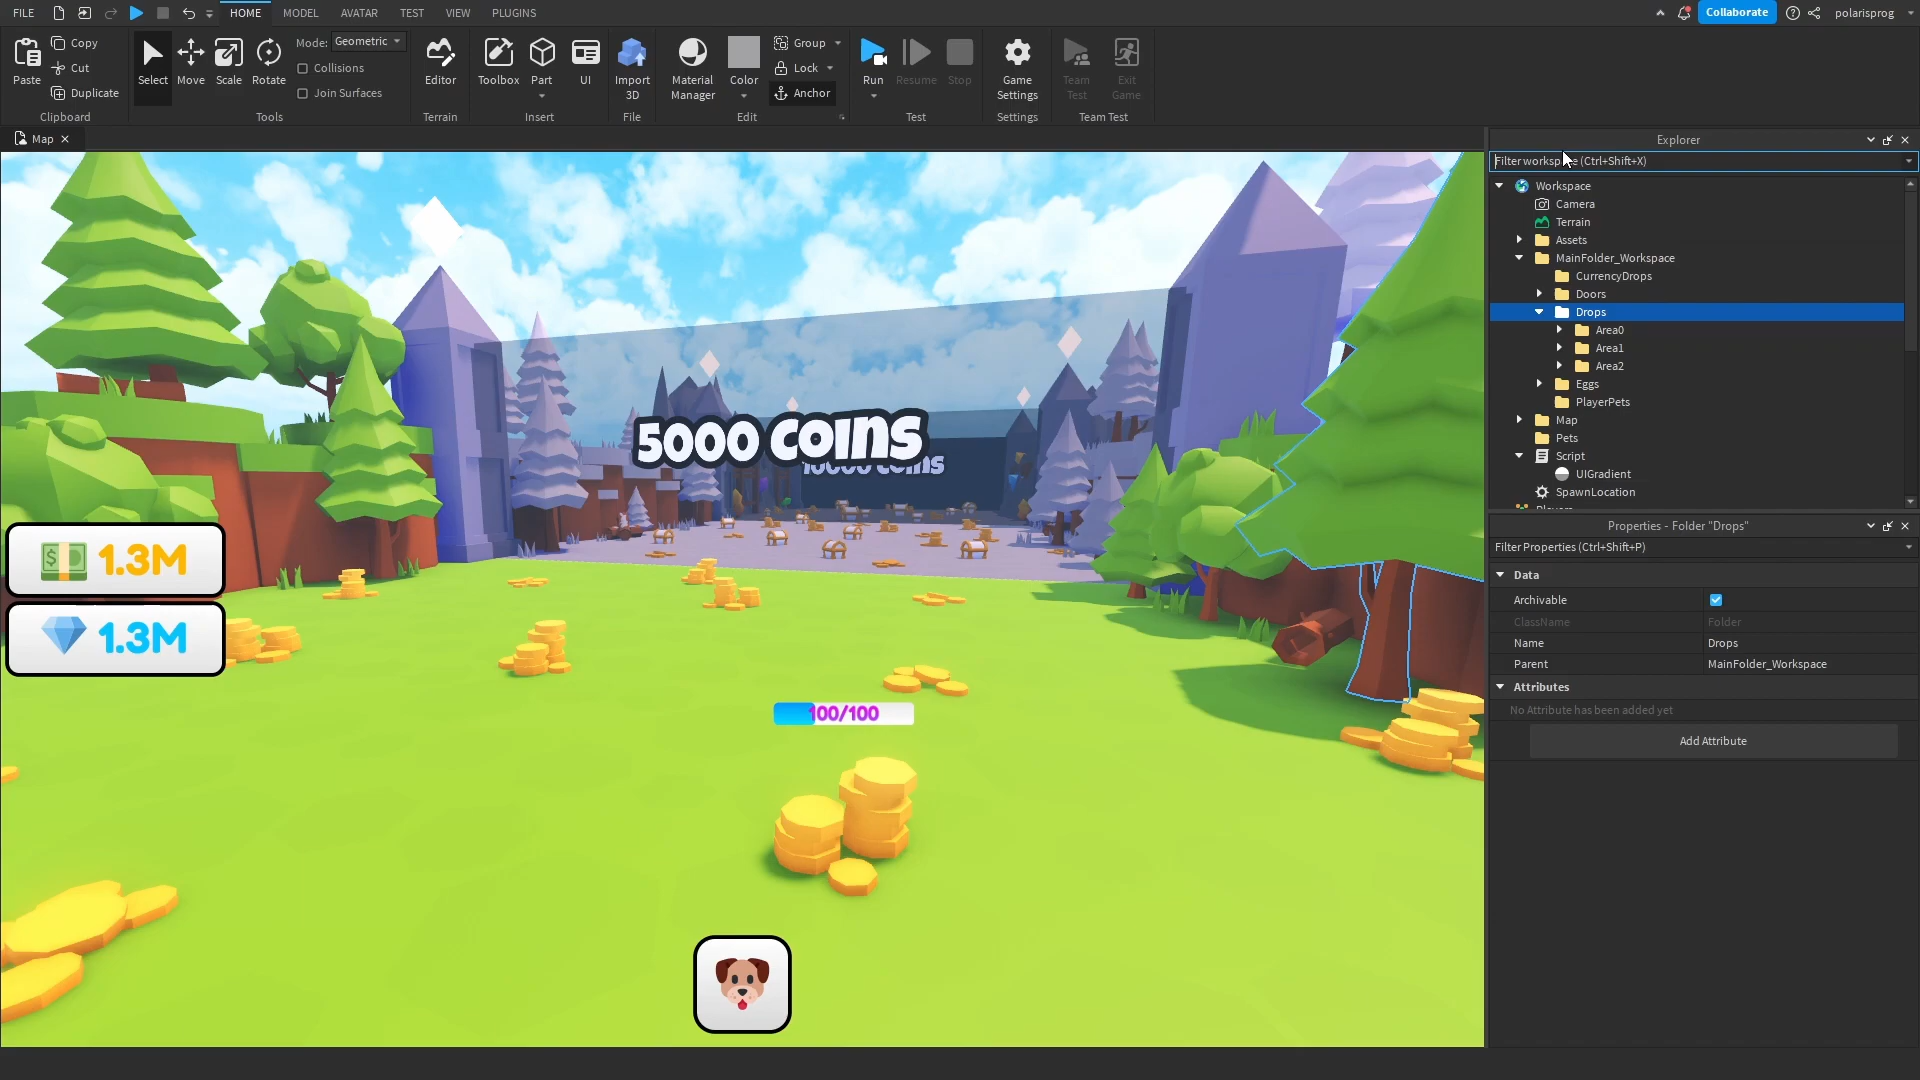 FILE HOME MODEL AVATAR TEST VIEW PLUGINS Collaborate polarisprog
Paste Copy Cut Duplicate
Clipboard
Select Move Scale Rotate
Mode: Geometric
Collisions
Join Surfaces
Tools
Editor
Terrain
Toolbox Part UI
Insert
Import 3D
File
Material Manager Color
Group
Lock
Anchor
Edit
Run Resume Stop
Test
Game Settings
Settings
Team Test Exit Game
Team Test
Map
5000 Coins
1.3M
1.3M
100/100
Explorer
Filter workspace (Ctrl+Shift+X)
Workspace
Camera
Terrain
Assets
MainFolder_Workspace
CurrencyDrops
Doors
Drops
Area0
Area1
Area2
Eggs
PlayerPets
Map
Pets
Script
UIGradient
SpawnLocation
Properties - Folder "Drops"
Filter Properties (Ctrl+Shift+P)
Data
Archivable
ClassName Folder
Name Drops
Parent MainFolder_Workspace
Attributes
No Attribute has been added yet
Add Attribute